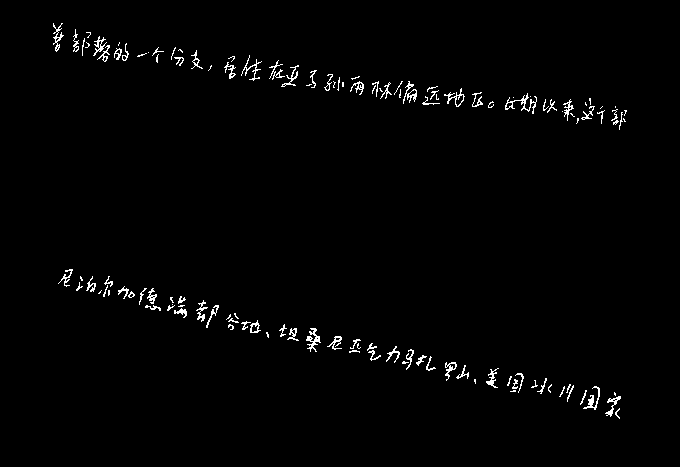 普部落的一个分支，居住在亚马孙雨林偏远地区。长期以来，这个部
尼泊尔加德满都谷地、坦桑尼亚乞力马扎罗山、美国冰川国家